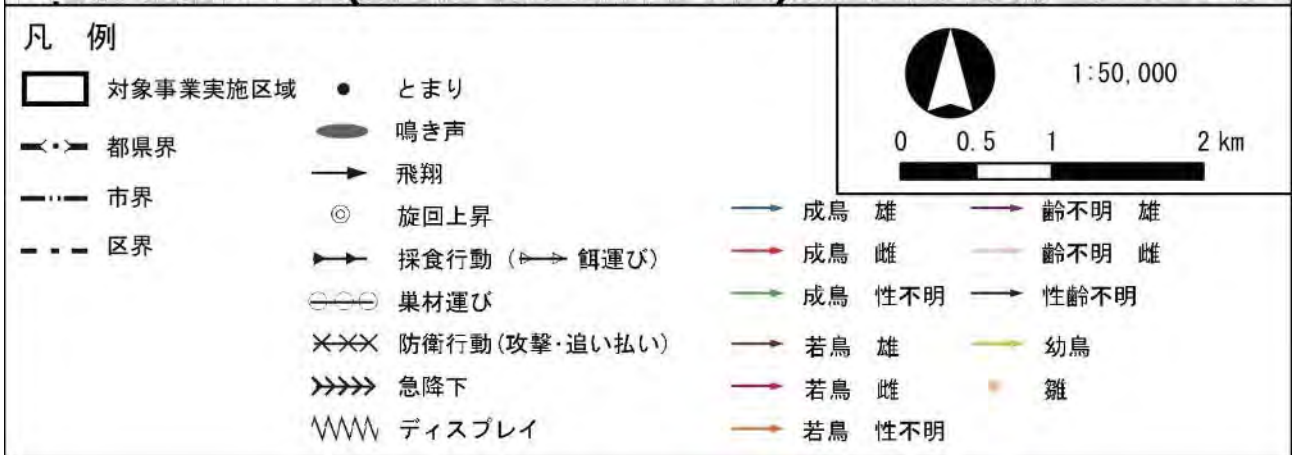 凡 例
対象事業実施区域
都県界
市界
区界
とまり
鳴き声
飛翔
旋回上昇
採食行動（ 餌運び）
巣材運び
防衛行動(攻撃・追い払い)
急降下
ディスプレイ
1:50,000
0 0.5 1 2 km
成鳥 雄
成鳥 雌
成鳥 性不明
若鳥 雄
若鳥 雌
若鳥 性不明
齢不明 雄
齢不明 雌
性齢不明
幼鳥
雛